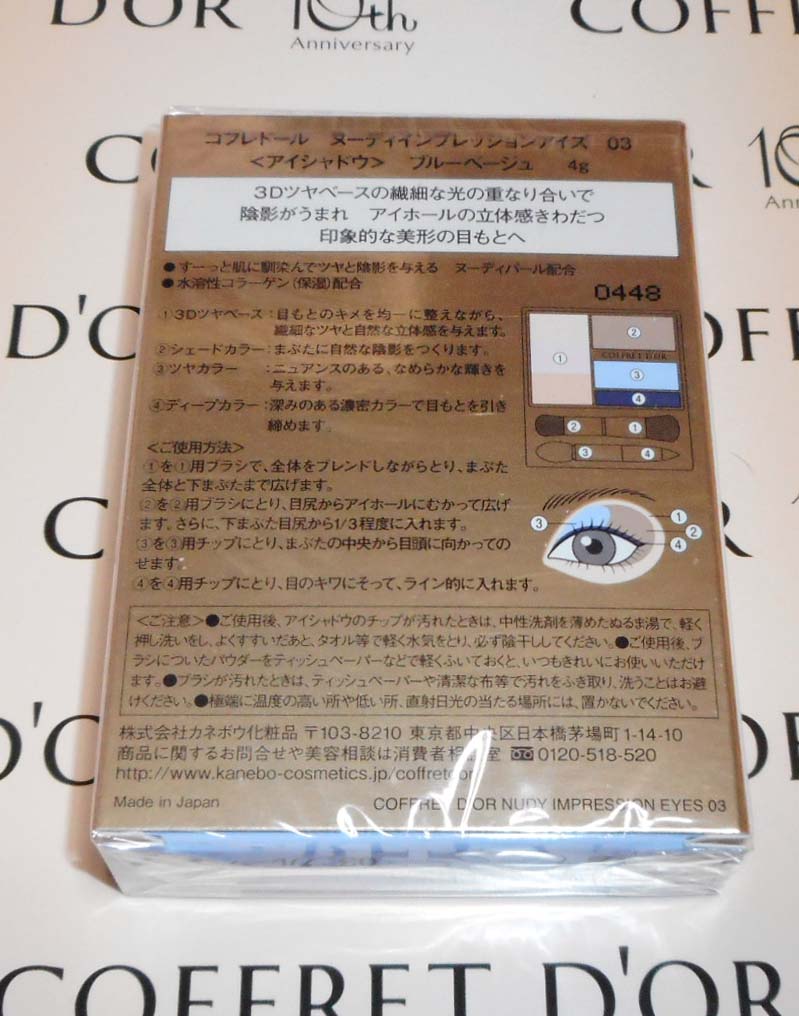 D'OR 10th COFF
Anniversary
COFFRET D'OR 10
Anniv
コフレドール ヌーディインプレッションアイズ 03
<アイシャドウ> ブルーベージュ 4g
3Dツヤベースの繊細な光の重なり合いで
陰影がうまれ アイホールの立体感きわだつ
印象的な美形の目もとへ
●すーっと肌に馴染んでツヤと陰影を与える ヌーディパール配合
●水溶性コラーゲン(保湿)配合
0448
①3Dツヤベース:目もとのキメを均一に整えながら、
繊細なツヤと自然な立体感を与えます。
②シェードカラー:まぶたに自然な陰影をつくります。
③ツヤカラー:ニュアンスのある、なめらかな輝きを
与えます。
④ディープカラー:深みのある濃密カラーで目もとを引き
締めます。
① ②
COFFRET D'OR
③
④
② ①
③ ④
<ご使用方法>
①を①用ブラシで、全体をブレンドしながらとり、まぶた
全体と下まぶたまで広げます。
②を②用ブラシにとり、目尻からアイホールにむかって広げ
ます。さらに、下まぶた目尻から1/3程度に入れます。
③を③用チップにとり、まぶたの中央から目頭に向かっての
せます。
④を④用チップにとり、目のキワにそって、ライン的に入れます。
③ ① ② ④
<ご注意>●ご使用後、アイシャドウのチップが汚れたときは、中性洗剤を薄めたぬるま湯で、軽く
押し洗いをし、よくすすいだあと、タオル等で軽く水気をとり、必ず陰干ししてください。●ご使用後、ブ
ラシについたパウダーをティッシュペーパーなどで軽くふいておくと、いつもきれいにお使いいただけ
ます。●ブラシが汚れたときは、ティッシュペーパーや清潔な布等で汚れをふき取り、洗うことはお避
けください。●極端に温度の高い所や低い所、直射日光の当たる場所には、置かないでください。
株式会社カネボウ化粧品 〒103-8210 東京都中央区日本橋茅場町1-14-10
商品に関するお問合せや美容相談は消費者相談室 0120-518-520
http://www.kanebo-cosmetics.jp/coffretdor
Made in Japan COFFRET D'OR NUDY IMPRESSION EYES 03
D'O
OFF
COFFRET D'OR